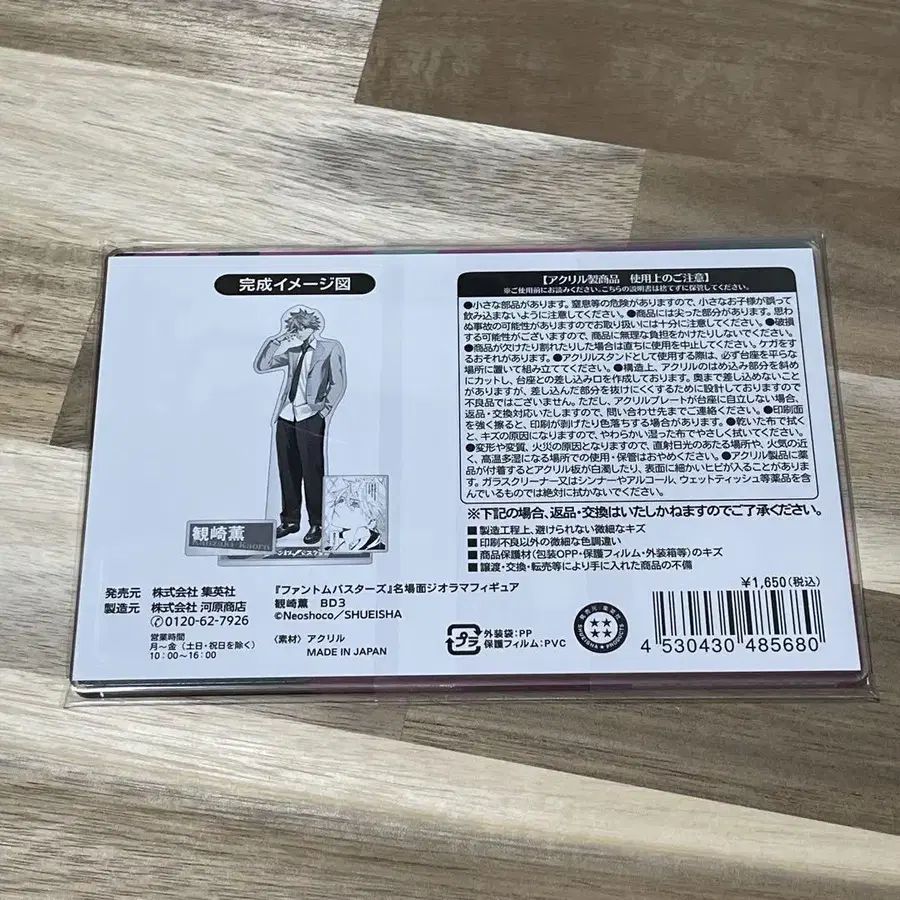 完成イメージ図
観崎薫
Kanzaki Kaoru
発売元 株式会社 集英社
製造元 株式会社 河原商店
0120-62-7926
営業時間
月～金（土日・祝日を除く）
10:00～16:00
『ファントムバスターズ』名場面ジオラマフィギュア
観崎薫 BD3
©Neoshoco／SHUEISHA
〈素材〉アクリル
MADE IN JAPAN
【アクリル製商品 使用上のご注意】
※ご使用前にお読みください。こちらの説明書は捨てずに保管してください。
●小さな部品があります。窒息等の危険がありますので、小さなお子様が誤って
飲み込まないように注意してください。●商品には尖った部分があります。思わ
ぬ事故の可能性がありますのでお取り扱いには十分に注意してください。●破損
する可能性がございますので、商品に無理な負担をかけたりしないでください。
●商品が欠けたり割れたりした場合は直ちに使用を中止してください。ケガをす
るおそれがあります。●アクリルスタンドとして使用する際は、必ず台座を平らな
場所に置いて組み立ててください。●構造上、アクリルのはめ込み部分を斜め
にカットし、台座との差し込み口を作成しております。奥まで差し込めないこと
がありますが、差し込んだ部分を抜けにくくするために設計しておりますので
不良品ではございません。ただし、アクリルプレートが台座に自立しない場合、
返品・交換対応いたしますので、問い合わせ先までご連絡ください。●印刷面
を強く擦ると、印刷が剥げたり色落ちする場合があります。●乾いた布で拭く
と、キズの原因になりますので、やわらかい湿った布でやさしく拭いてください。
●変形や変質、火災の原因となりますので、直射日光のあたる場所や、火気の近
く、高温多湿になる場所での使用・保管はおやめください。●アクリル製品に薬
品が付着するとアクリル板が白濁したり、表面に細かいヒビが入ることがあります。
ガラスクリーナー又はシンナーやアルコール、ウェットティッシュ等薬品を含
んでいるものでは絶対に拭かないでください。
※下記の場合、返品・交換はいたしかねますのでご了承ください。
■製造工程上、避けられない微細なキズ
■印刷不良以外の微細な色調違い
■商品保護材（包装OPP・保護フィルム・外装箱等）のキズ
■譲渡・交換・転売等により手に入れた商品の不備
¥1,650（税込）
プラ
外装袋:PP
保護フィルム:PVC
発売元：集英社
SHUEISHA PRODUCTS
4 530430 485680